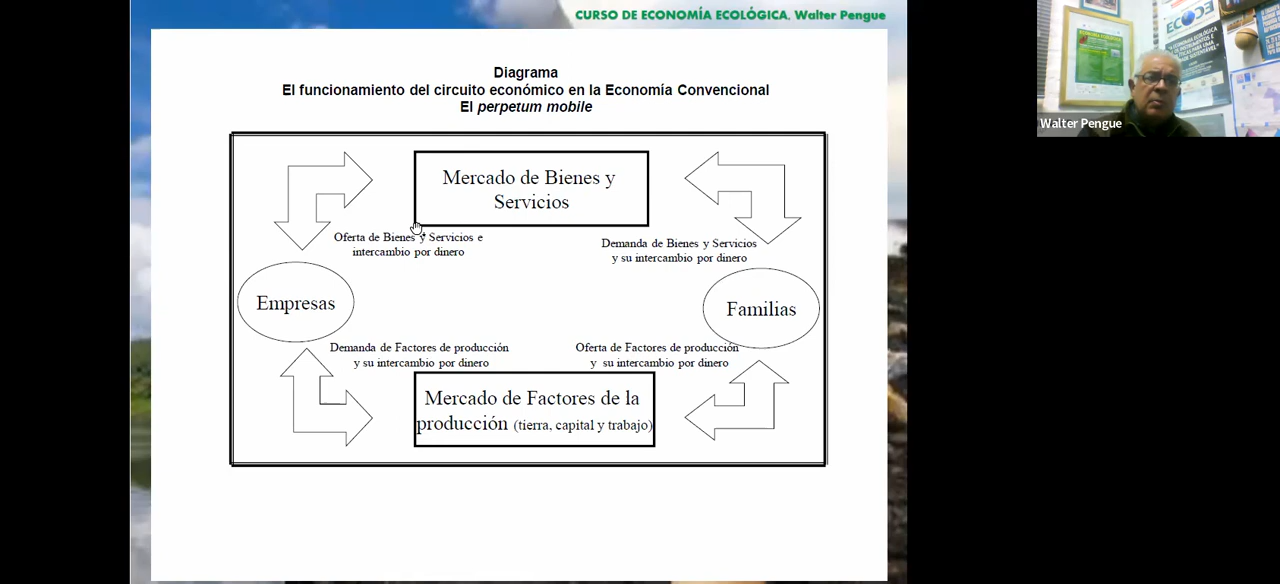 CURSO DE ECONOMÍA ECOLÓGICA. Walter Pengue
Diagrama
El funcionamiento del circuito económico en la Economía Convencional
El perpetum mobile
Mercado de Bienes y
Servicios
Oferta de Bienes y Servicios e
intercambio por dinero
Demanda de Bienes y Servicios
y su intercambio por dinero
Empresas
Familias
Demanda de Factores de producción
y su intercambio por dinero
Oferta de Factores de producción
y su intercambio por dinero
Mercado de Factores de la
producción (tierra, capital y trabajo)
ECODE
Walter Pengue